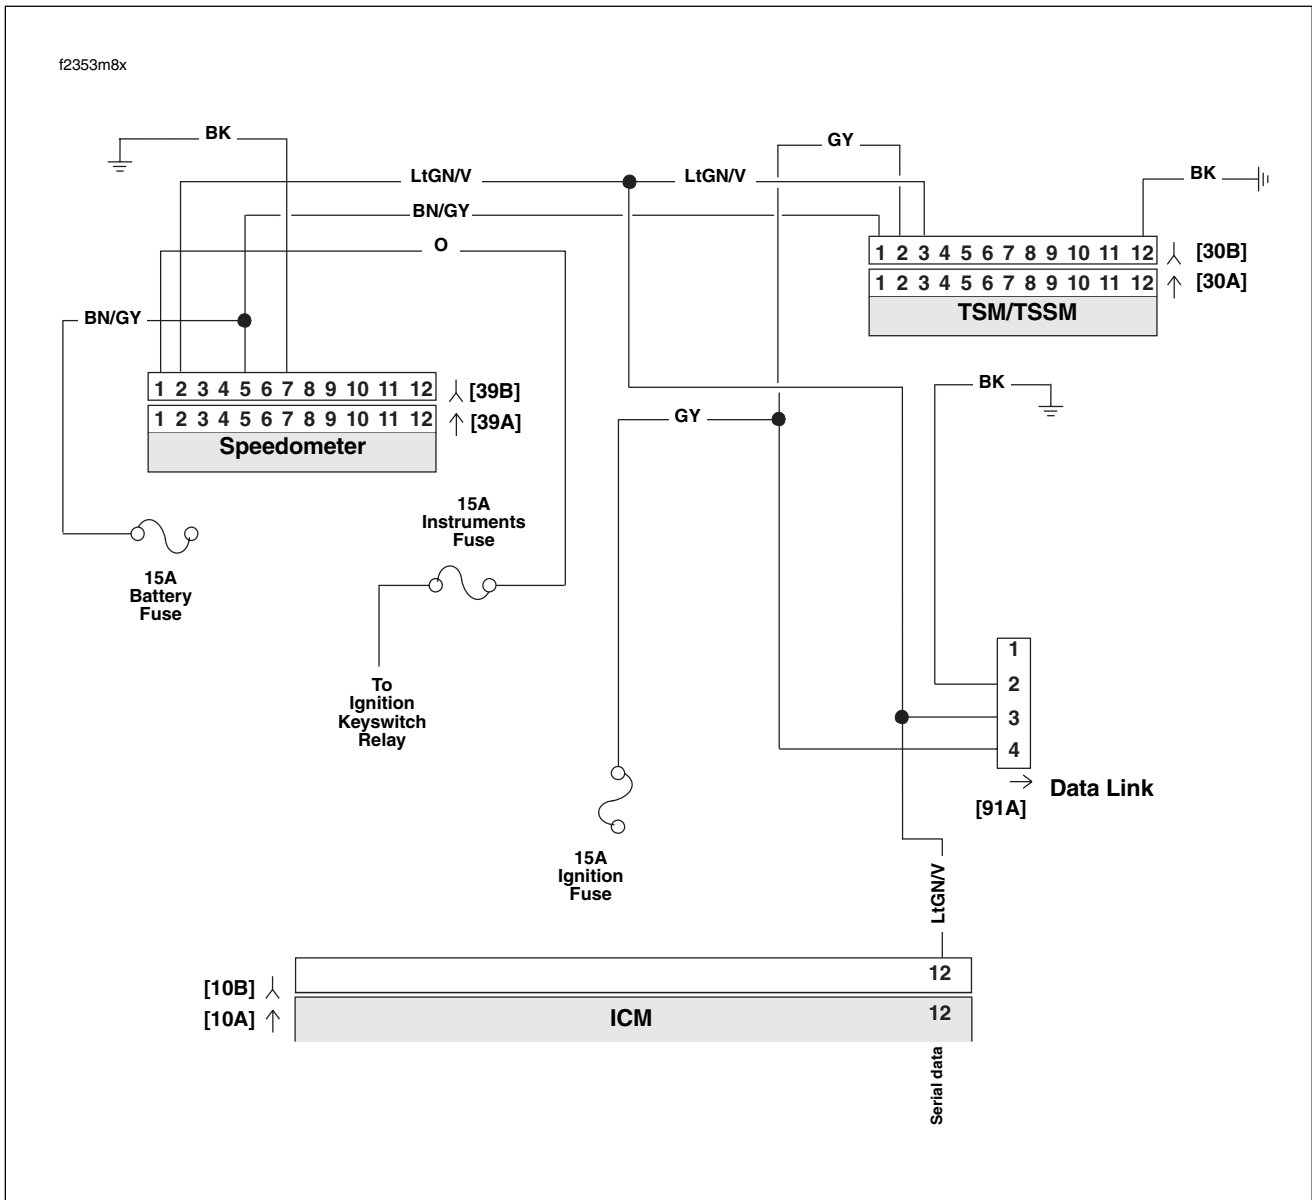 f2353m8x
BK
GY
LtGN/V
LtGN/V
BK
BN/GY
O
1 2 3 4 5 6 7 8 9 10 11 12 [30B]
1 2 3 4 5 6 7 8 9 10 11 12 [30A]
TSM/TSSM
BN/GY
1 2 3 4 5 6 7 8 9 10 11 12 [39B]
1 2 3 4 5 6 7 8 9 10 11 12 [39A]
Speedometer
BK
GY
15A
Instruments
Fuse
15A
Battery
Fuse
To
Ignition
Keyswitch
Relay
1
2
3
4
Data Link
[91A]
15A
Ignition
Fuse
LtGN/V
[10B]
12
[10A]
ICM
12
Serial data